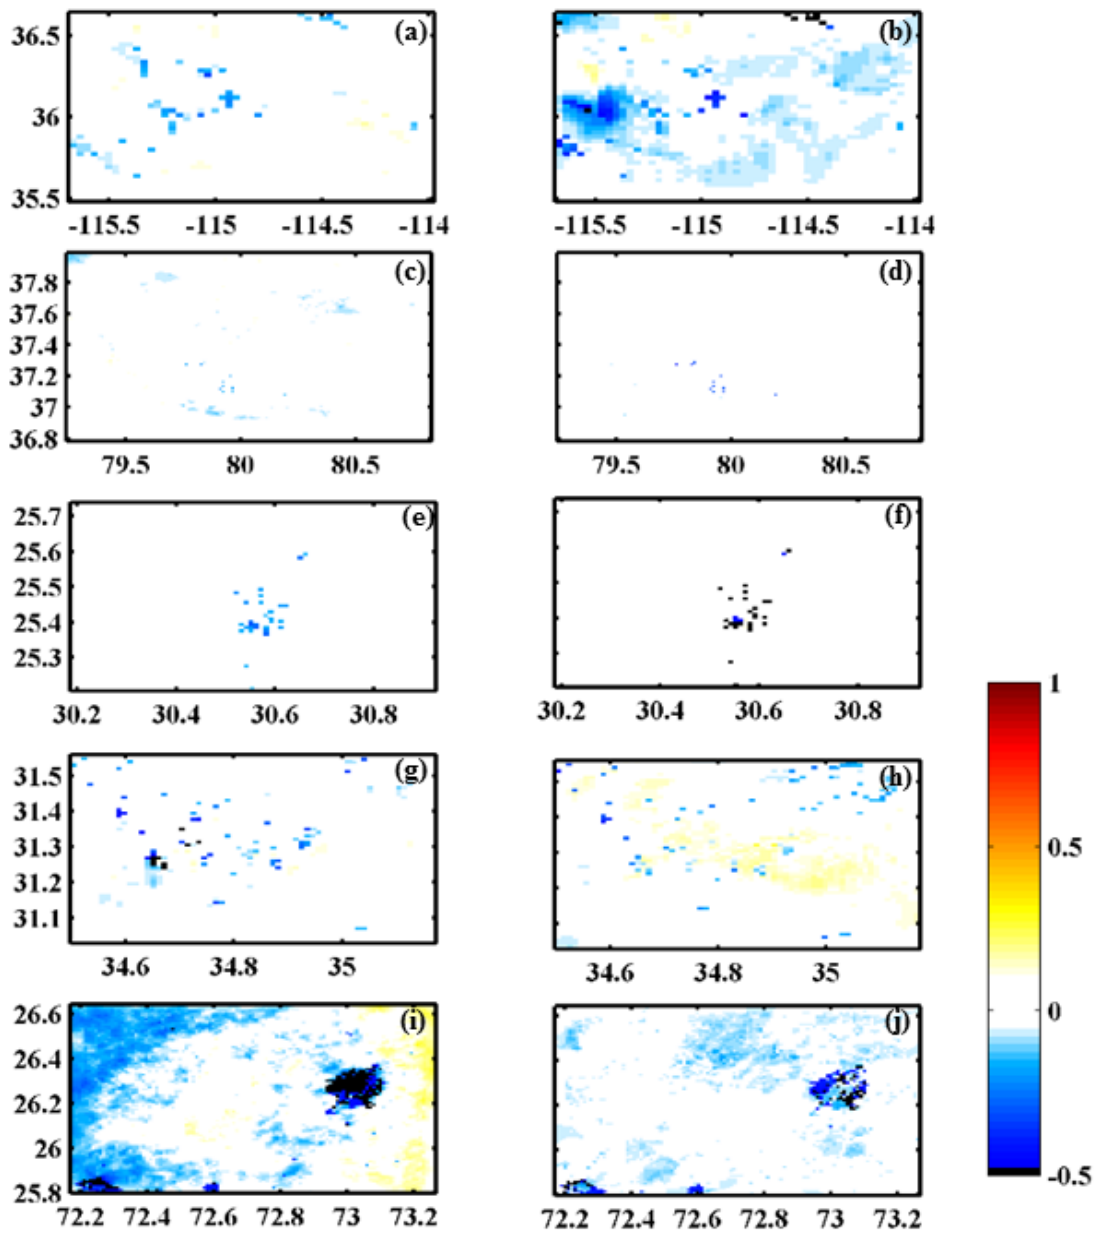 36.5
36
35.5
(a)
-115.5 -115 -114.5 -114
(b)
-115.5 -115 -114.5 -114
37.8
37.6
37.4
37.2
37
36.8
(c)
79.5 80 80.5
(d)
79.5 80 80.5
25.7
25.6
25.5
25.4
25.3
(e)
30.2 30.4 30.6 30.8
(f)
30.2 30.4 30.6 30.8
31.5
31.4
31.3
31.2
31.1
(g)
34.6 34.8 35
(h)
34.6 34.8 35
26.6
26.4
26.2
26
25.8
(i)
72.2 72.4 72.6 72.8 73 73.2
(j)
72.2 72.4 72.6 72.8 73 73.2
1
0.5
0
-0.5